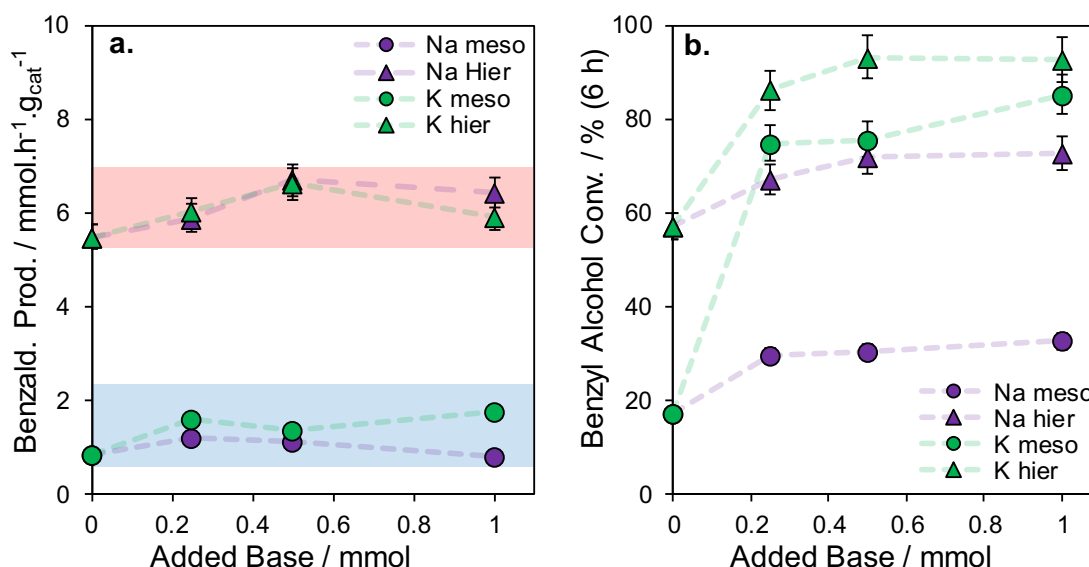 a.
Na meso
Na Hier
K meso
K hier
10
8
6
4
2
0
0
0.2
0.4
0.6
0.8
1
Benzald. Prod. / mmol.h⁻¹.g_cat⁻¹
Added Base / mmol
b.
100
80
60
40
20
0
0
0.2
0.4
0.6
0.8
1
Benzyl Alcohol Conv. / % (6 h)
Added Base / mmol
Na meso
Na hier
K meso
K hier